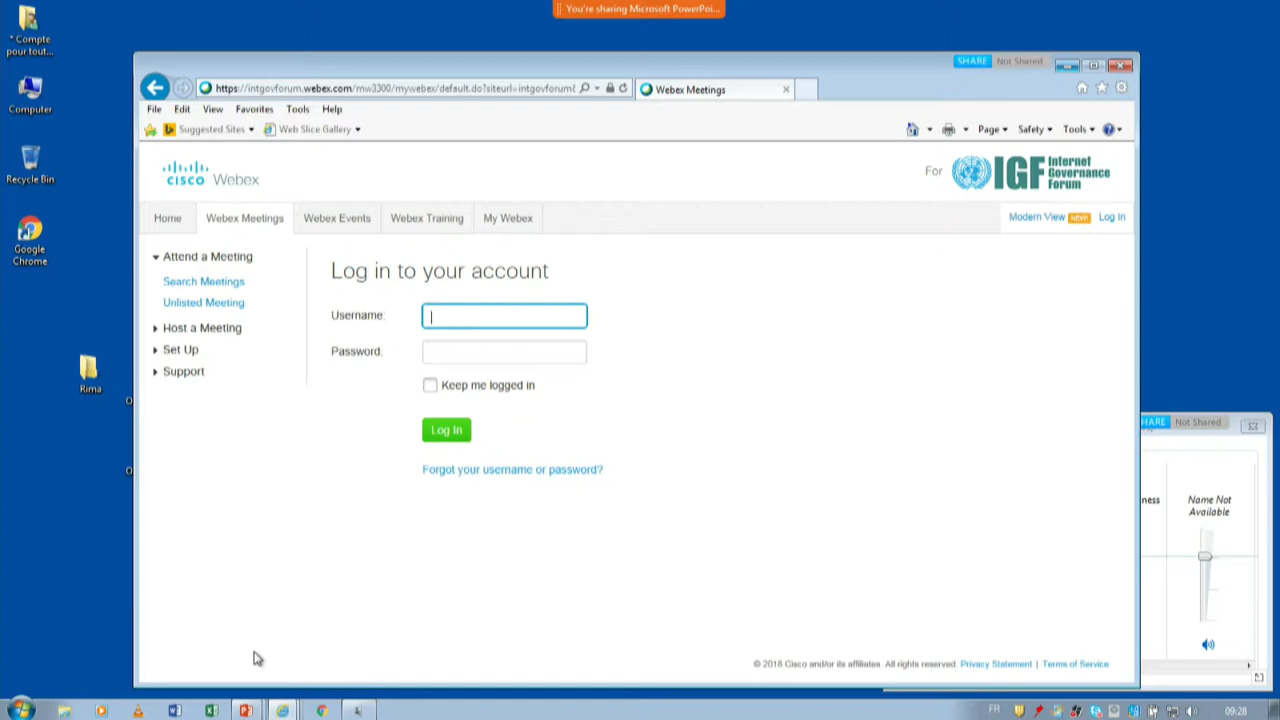 You're sharing Microsoft PowerPoi...
* Compte
pour tout...
Computer
Recycle Bin
Google
Chrome
Rima
SHARE Not Shared
https://intgovforum.webex.com/mw3300/mywebex/default.do?siteurl=intgovforum&
Webex Meetings
File Edit View Favorites Tools Help
Suggested Sites Web Slice Gallery
Page Safety Tools
CISCO Webex
For
IGF Internet
Governance
Forum
Home Webex Meetings Webex Events Webex Training My Webex
Modern View NEW! Log In
Attend a Meeting
Search Meetings
Unlisted Meeting
Host a Meeting
Set Up
Support
Log in to your account
Username:
Password:
Keep me logged in
Log In
Forgot your username or password?
© 2018 Cisco and/or its affiliates. All rights reserved. Privacy Statement | Terms of Service
HARE Not Shared
ness
Name Not
Available
FR
09:28